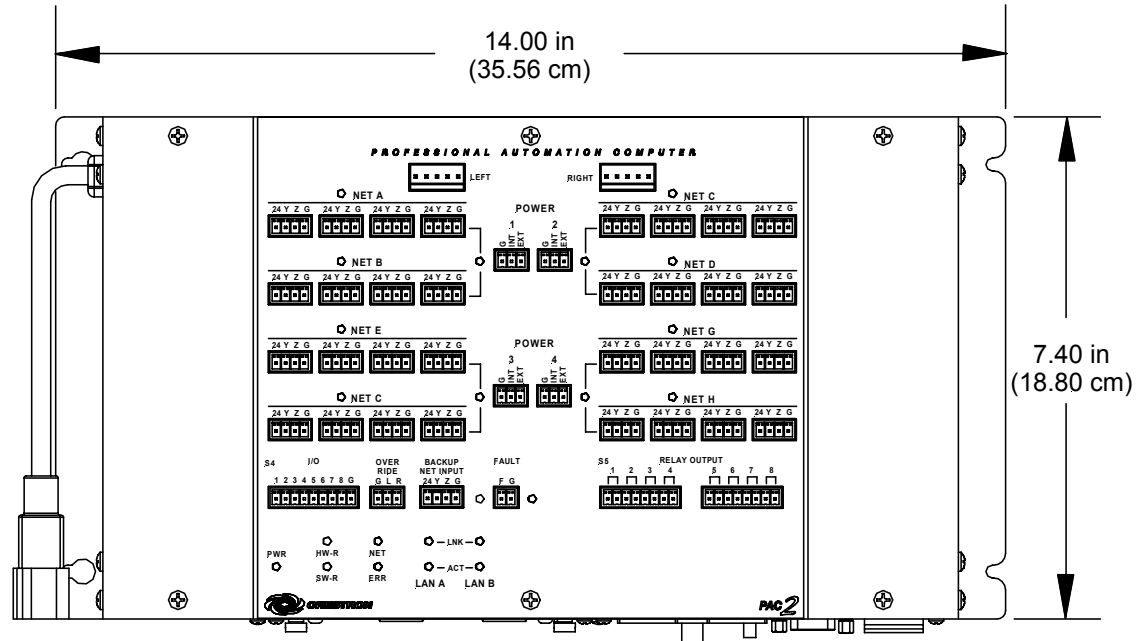 14.00 in
(35.56 cm)
PROFESSIONAL AUTOMATION COMPUTER
LEFT
RIGHT
NET A
24 Y Z G 24 Y Z G 24 Y Z G 24 Y Z G
NET B
24 Y Z G 24 Y Z G 24 Y Z G 24 Y Z G
POWER
1 2
G INT EXT G INT EXT
NET C
24 Y Z G 24 Y Z G 24 Y Z G 24 Y Z G
NET D
24 Y Z G 24 Y Z G 24 Y Z G 24 Y Z G
NET E
24 Y Z G 24 Y Z G 24 Y Z G 24 Y Z G
NET C
24 Y Z G 24 Y Z G 24 Y Z G 24 Y Z G
POWER
3 4
G INT EXT G INT EXT
NET G
24 Y Z G 24 Y Z G 24 Y Z G 24 Y Z G
NET H
24 Y Z G 24 Y Z G 24 Y Z G 24 Y Z G
7.40 in
(18.80 cm)
S4 I/O
1 2 3 4 5 6 7 8 G
OVER
RIDE
G L R
BACKUP
NET INPUT
24 Y Z G
FAULT
F G
S5 RELAY OUTPUT
1 2 3 4 5 6 7 8
PWR
HW-R
SW-R
NET
ERR
LNK
ACT
LAN A LAN B
CRESTRON
PAC2